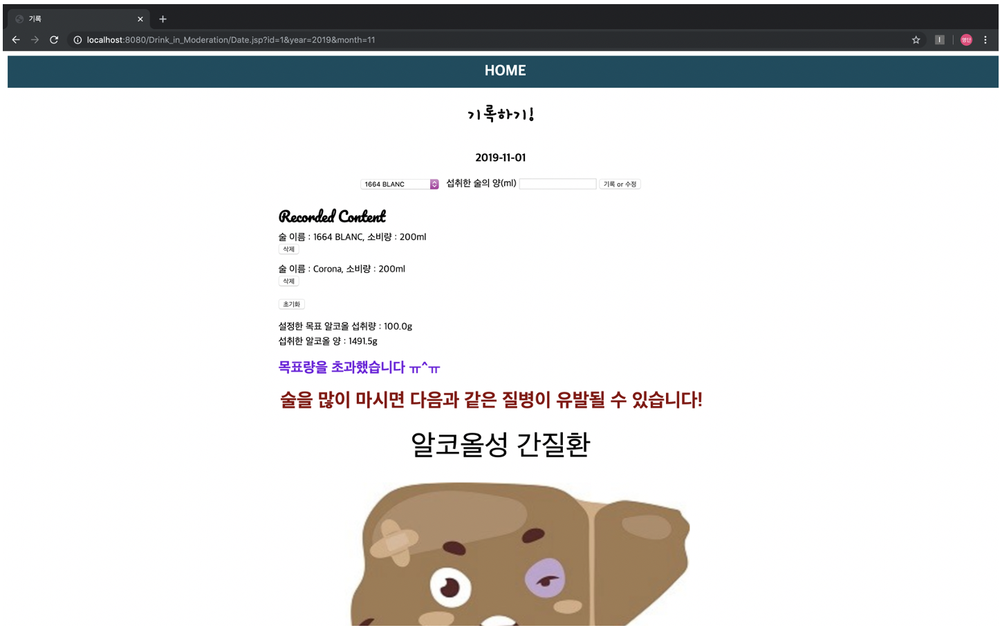 기록
localhost:8080/Drink_in_Moderation/Date.jsp?id=1&year=2019&month=11
영단
HOME
기록하기!
2019-11-01
1664 BLANC 섭취한 술의 양(ml) 기록 or 수정
Recorded Content
술 이름 : 1664 BLANC, 소비량 : 200ml
삭제
술 이름 : Corona, 소비량 : 200ml
삭제
초기화
설정한 목표 알코올 섭취량 : 100.0g
섭취한 알코올 양 : 1491.5g
목표량을 초과했습니다 ㅠ^ㅠ
술을 많이 마시면 다음과 같은 질병이 유발될 수 있습니다!
알코올성 간질환